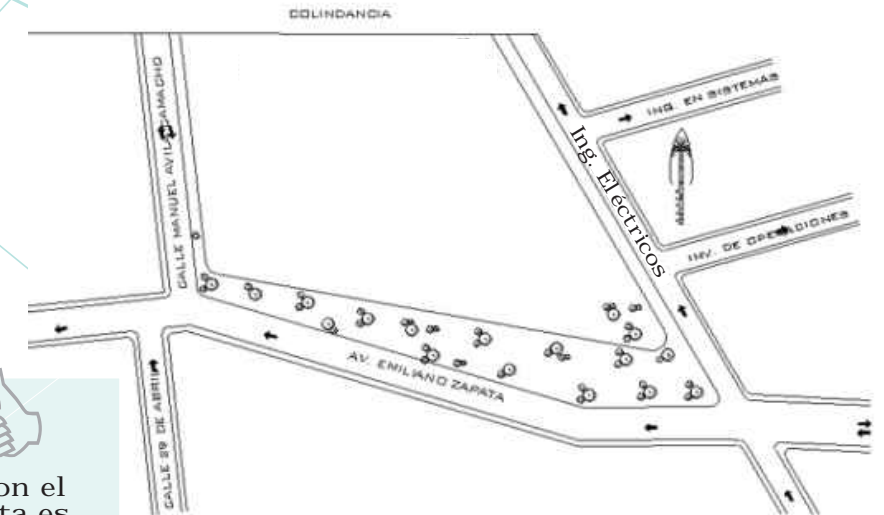 COLINDANCIA
CALLE MANUEL AVILA CAMACHO
ING. EN SISTEMAS
Ing. Eléctricos
INV. DE OPERACIONES
AV. EMILIANO ZAPATA
CALLE 29 DE ABRIL
on el
ta es